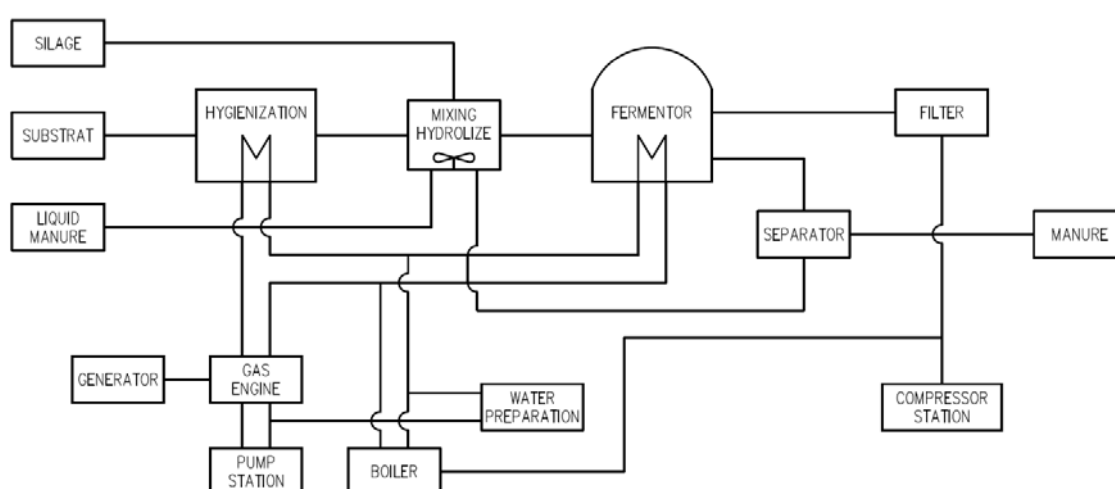 SILAGE
SUBSTRAT
LIQUID
MANURE
HYGIENIZATION
MIXING
HYDROLIZE
FERMENTOR
FILTER
SEPARATOR
MANURE
GENERATOR
GAS
ENGINE
WATER
PREPARATION
COMPRESSOR
STATION
PUMP
STATION
BOILER